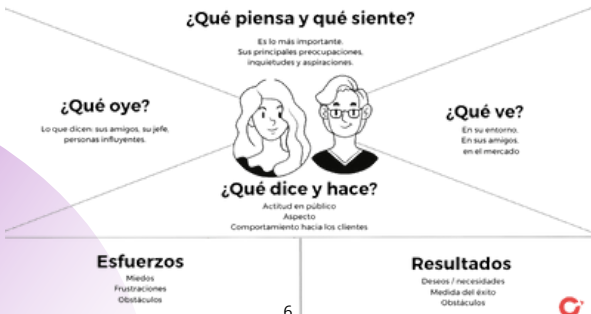 ¿Qué piensa y qué siente?
Es lo más importante.
Sus principales preocupaciones,
inquietudes y aspiraciones.
¿Qué oye?
Lo que dicen: sus amigos, su jefe,
personas influyentes.
¿Qué ve?
En su entorno.
En sus amigos,
en el mercado
¿Qué dice y hace?
Actitud en público
Aspecto
Comportamiento hacia los clientes
Esfuerzos
Miedos
Frustraciones
Obstáculos
Resultados
Deseos / necesidades
Medida del éxito
Obstáculos
6